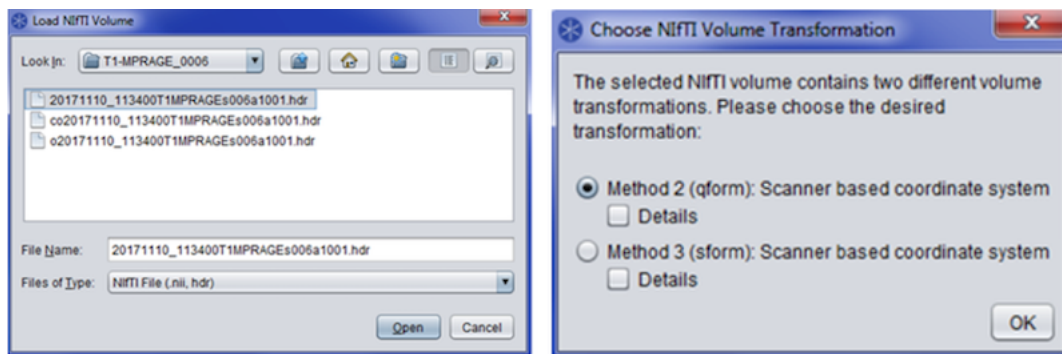 Load NIfTI Volume
Look In: T1-MPRAGE_0006
20171110_113400T1MPRAGEs006a1001.hdr
co20171110_113400T1MPRAGEs006a1001.hdr
o20171110_113400T1MPRAGEs006a1001.hdr
File Name: 20171110_113400T1MPRAGEs006a1001.hdr
Files of Type: NIfTI File (.nii, hdr)
Open Cancel
Choose NIfTI Volume Transformation
The selected NIfTI volume contains two different volume
transformations. Please choose the desired
transformation:
Method 2 (qform): Scanner based coordinate system
Details
Method 3 (sform): Scanner based coordinate system
Details
OK